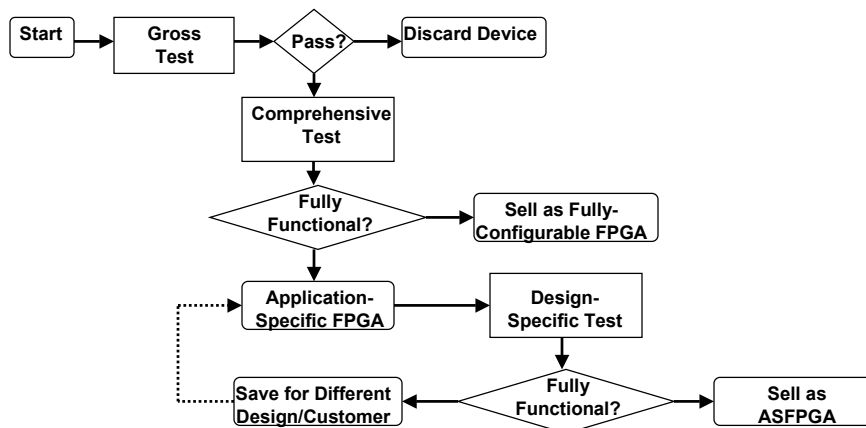 Start
Gross
Test
Pass?
Discard Device
Comprehensive
Test
Fully
Functional?
Sell as Fully-
Configurable FPGA
Application-
Specific FPGA
Design-
Specific Test
Save for Different
Design/Customer
Fully
Functional?
Sell as
ASFPGA